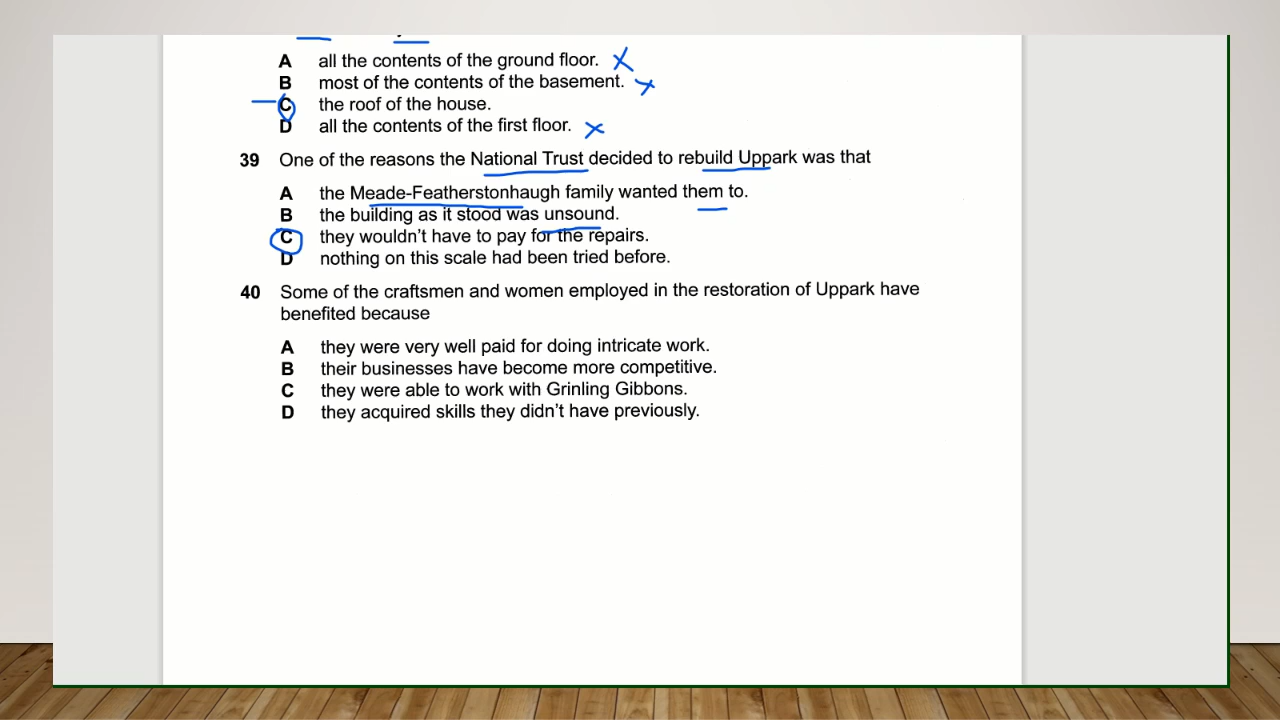 A all the contents of the ground floor.
B most of the contents of the basement.
C the roof of the house.
D all the contents of the first floor.
39 One of the reasons the National Trust decided to rebuild Uppark was that
A the Meade-Featherstonhaugh family wanted them to.
B the building as it stood was unsound.
C they wouldn't have to pay for the repairs.
D nothing on this scale had been tried before.
40 Some of the craftsmen and women employed in the restoration of Uppark have
benefited because
A they were very well paid for doing intricate work.
B their businesses have become more competitive.
C they were able to work with Grinling Gibbons.
D they acquired skills they didn't have previously.